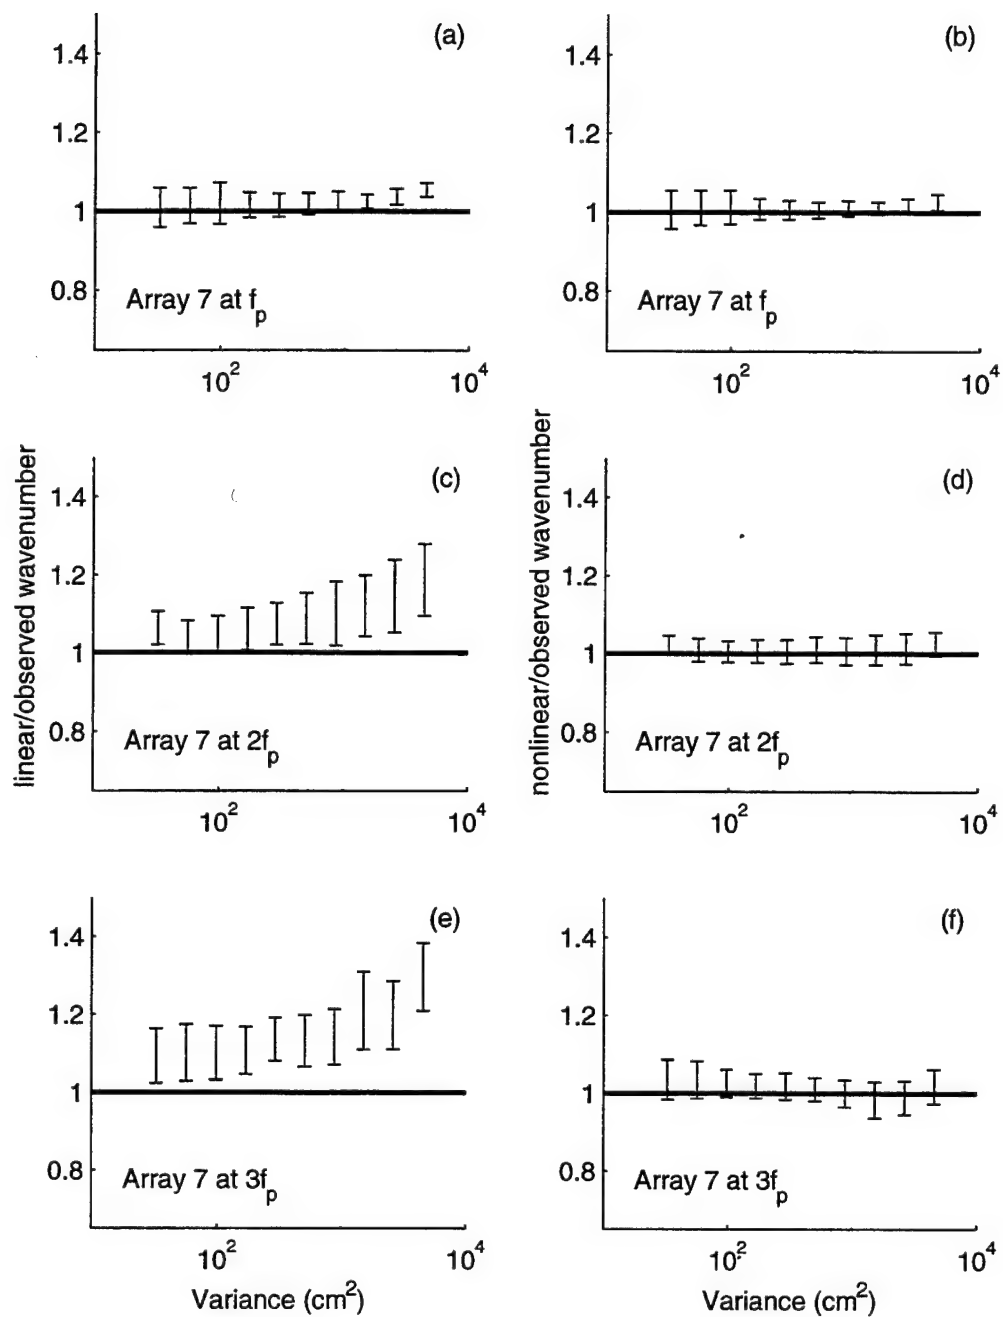 (a)
1.4
1.2
1
0.8
Array 7 at f_p
10^2
10^4
(b)
1.4
1.2
1
0.8
Array 7 at f_p
10^2
10^4
linear/observed wavenumber
(c)
1.4
1.2
1
0.8
Array 7 at 2f_p
10^2
10^4
nonlinear/observed wavenumber
(d)
1.4
1.2
1
0.8
Array 7 at 2f_p
10^2
10^4
(e)
1.4
1.2
1
0.8
Array 7 at 3f_p
10^2
10^4
Variance (cm^2)
(f)
1.4
1.2
1
0.8
Array 7 at 3f_p
10^2
10^4
Variance (cm^2)